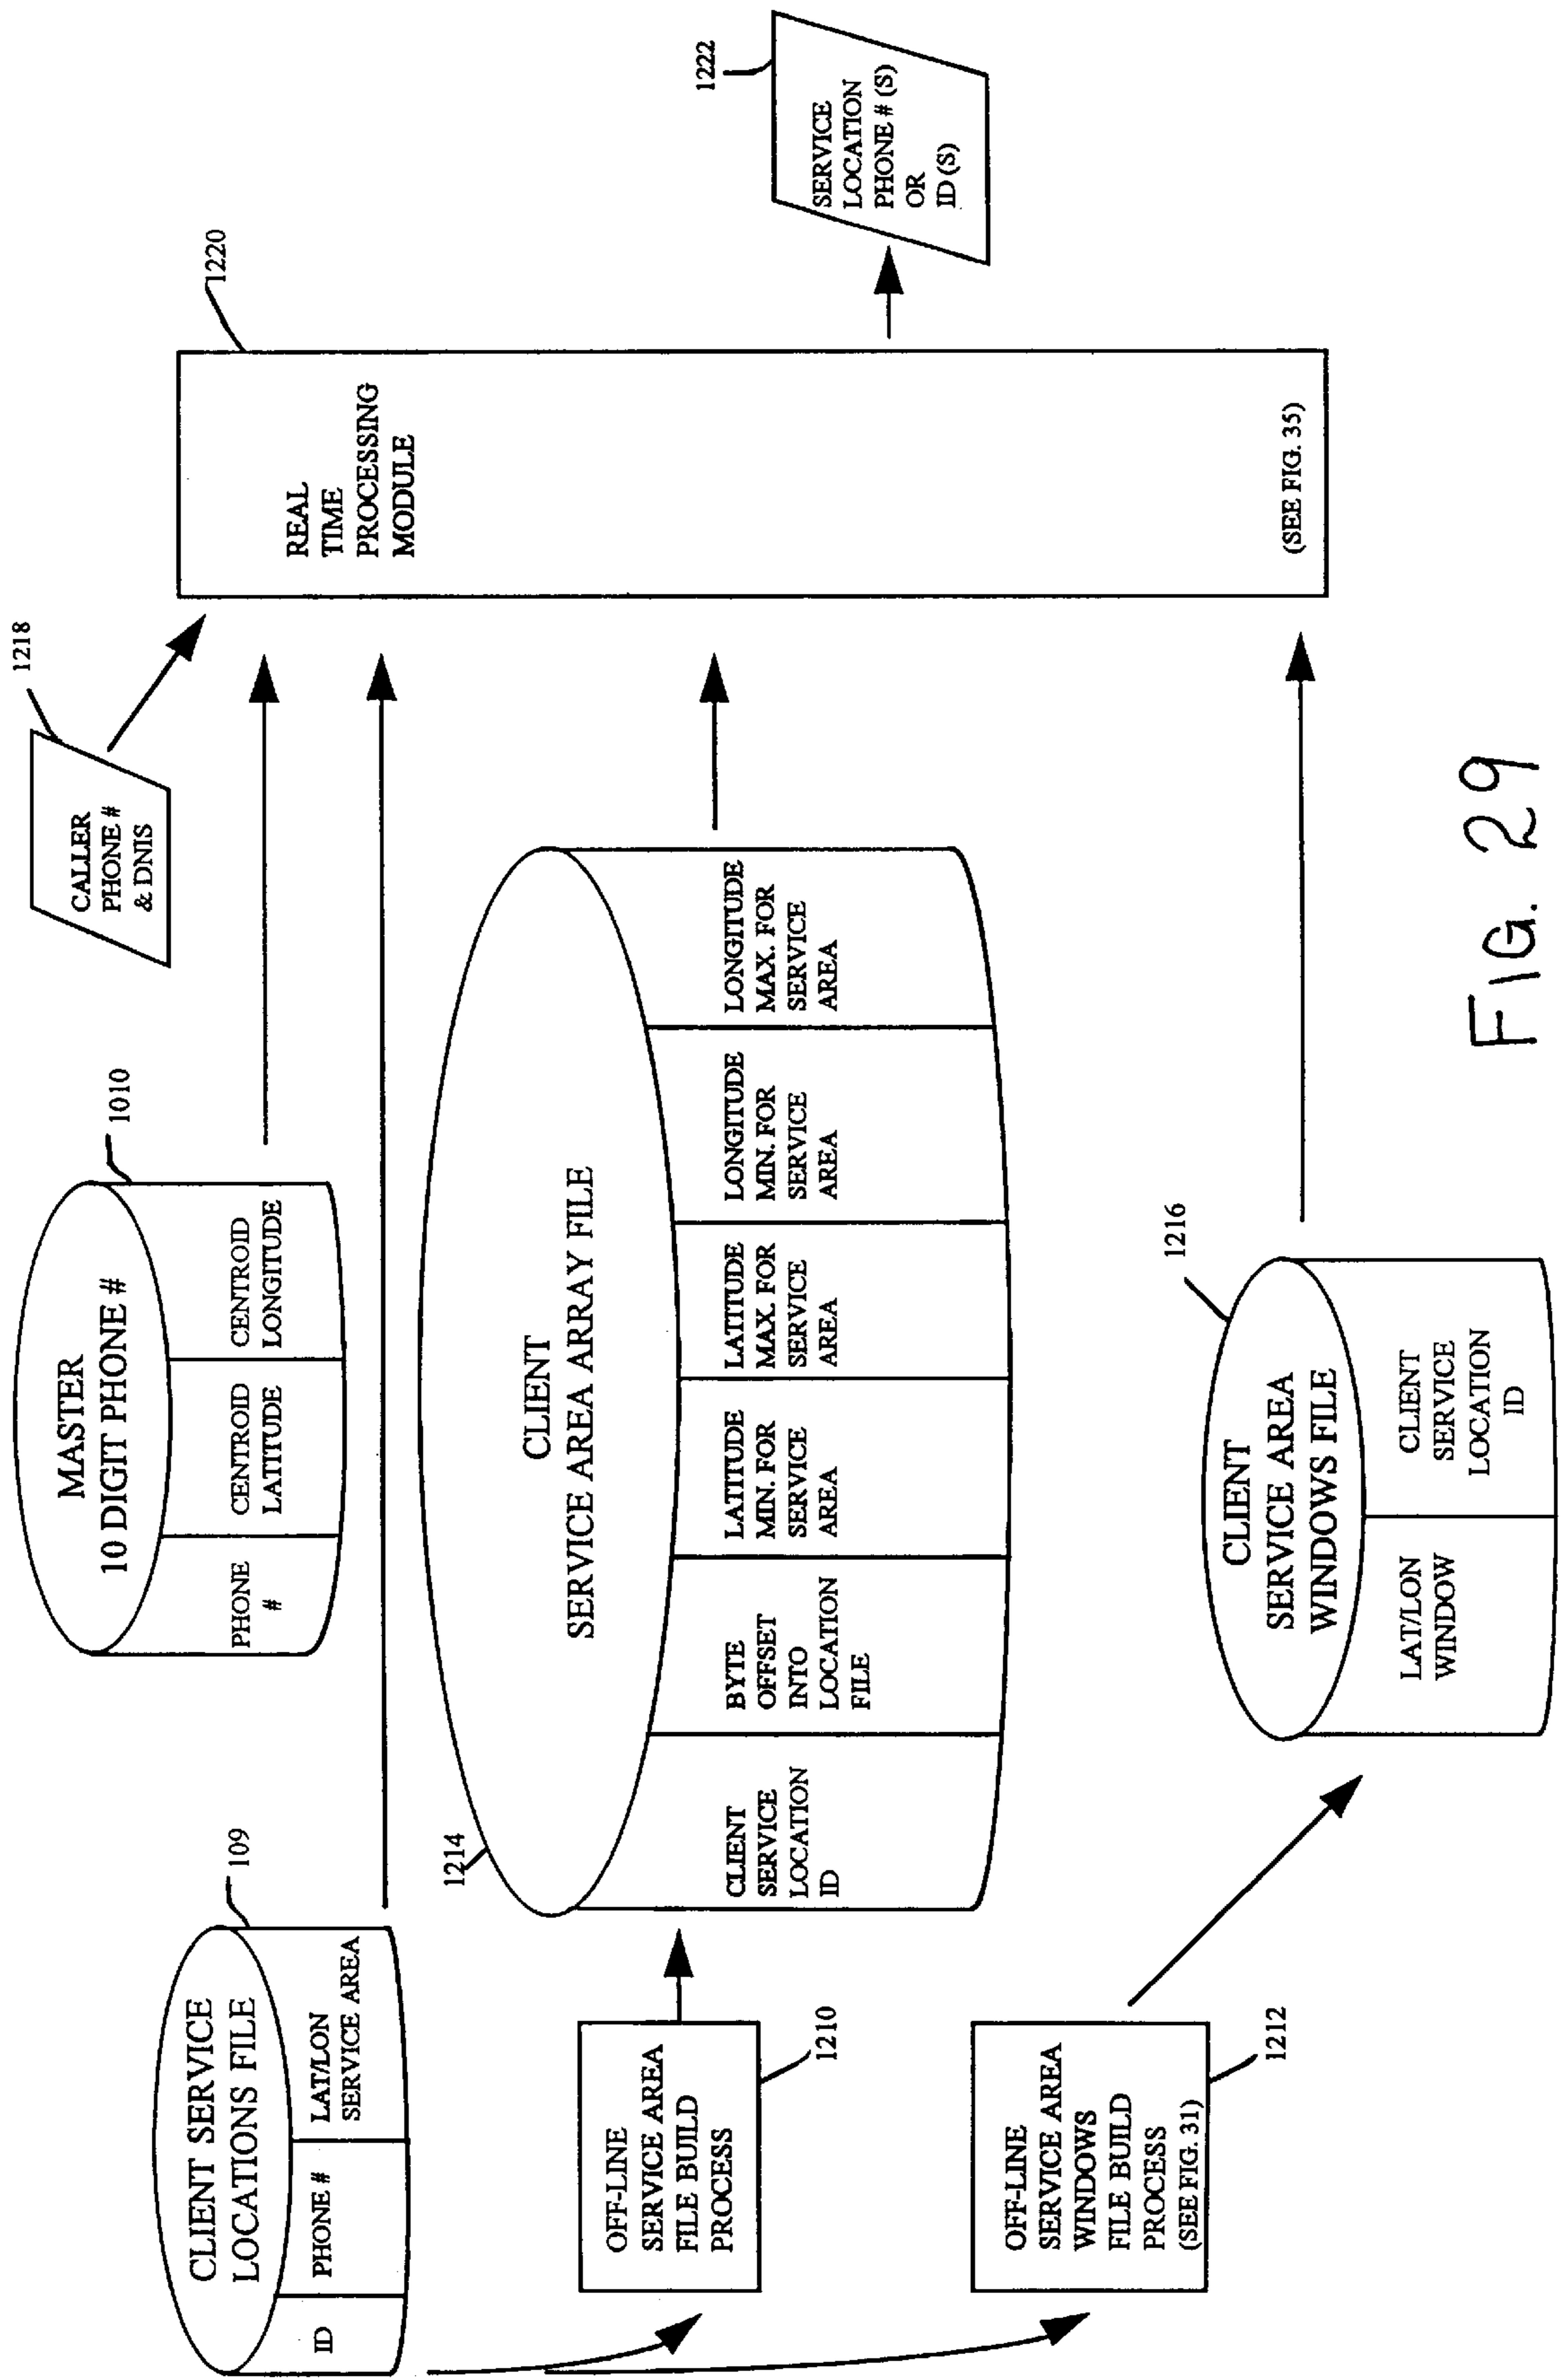 CLIENT SERVICE
LOCATIONS FILE
109
ID
PHONE #
LAT/LON
SERVICE AREA
MASTER
10 DIGIT PHONE #
1010
PHONE
#
CENTROID
LATITUDE
CENTROID
LONGITUDE
CALLER
PHONE #
& DNIS
1218
OFF-LINE
SERVICE AREA
FILE BUILD
PROCESS
1210
1214
CLIENT
SERVICE AREA ARRAY FILE
CLIENT
SERVICE
LOCATION
ID
BYTE
OFFSET
INTO
LOCATION
FILE
LATITUDE
MIN. FOR
SERVICE
AREA
LATITUDE
MAX. FOR
SERVICE
AREA
LONGITUDE
MIN. FOR
SERVICE
AREA
LONGITUDE
MAX. FOR
SERVICE
AREA
REAL
TIME
PROCESSING
MODULE
1220
(SEE FIG. 35)
SERVICE
LOCATION
PHONE # (S)
OR
ID (S)
1222
OFF-LINE
SERVICE AREA
WINDOWS
FILE BUILD
PROCESS
(SEE FIG. 31)
1212
CLIENT
SERVICE AREA
WINDOWS FILE
1216
LAT/LON
WINDOW
CLIENT
SERVICE
LOCATION
ID
FIG. 29